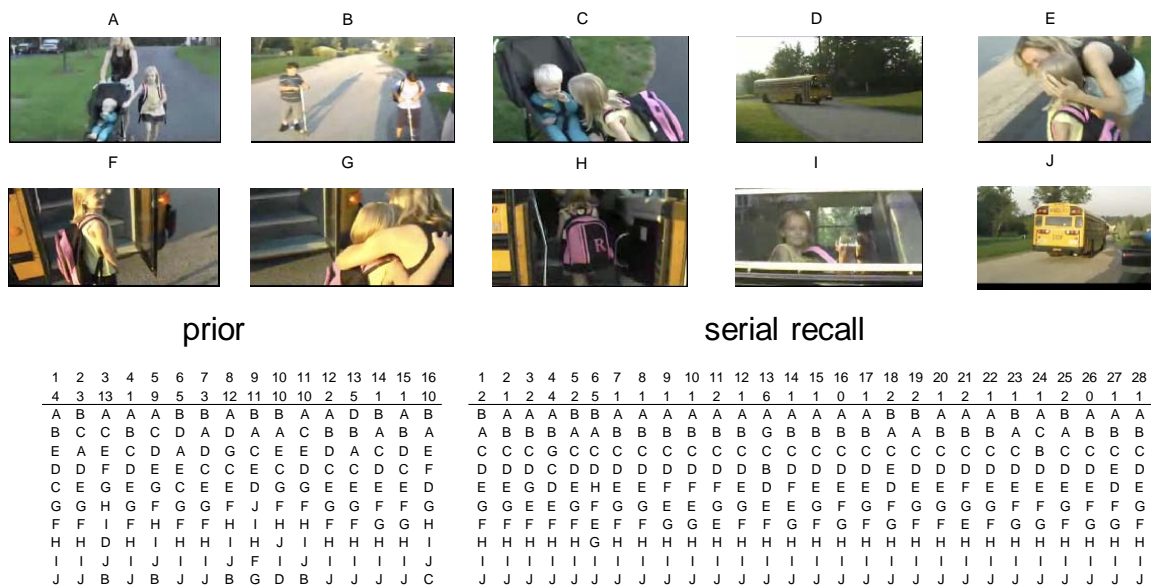 A B C D E
F G H I J
R
prior serial recall
1 2 3 4 5 6 7 8 9 10 11 12 13 14 15 16 1 2 3 4 5 6 7 8 9 10 11 12 13 14 15 16 17 18 19 20 21 22 23 24 25 26 27 28
4 3 13 1 9 5 3 12 11 10 10 2 5 1 1 10 2 1 2 4 2 5 1 1 1 1 2 1 6 1 1 0 1 2 2 1 2 1 1 1 2 0 1 1
A B A A A B B A B B A A D B A B B A A A B B A A A A A A A A A A A B B A A A B A B A A A
B C C B C D A D A A C B B A B A A B B B A A B B B B B B G B B B B A A B B B A C A B B B
E A E C D A D G C E E D A C D E C C C G C C C C C C C C C C C C C C C C C C C B C C C C
D D F D E E C C E D C C C D C F D D D C D D D D D D D D B D D D D E D D D D D D D D E D
C E G E G C E E D G G E E E E D E E G D E H E E F F F E D F E E E D E E F E E E E E D E
G G H G F G G F J F F G G F F G G G E E G F G G E E E G E E F G F G G G G G F F G F G G
F F I F H F F H I H H F F G G H F F F F F E F F G G G F F G G F G F F F E F G G F G F F
H H D H I H H I H J I H H H H I H H H H H G H H H H H H H H H H H H H H H H H H H H H H
I I J I J I I J F I J I I I I J I I I I I I I I I I I I I I I I I I I I I I I I I I I I
J J B J B J J B G D B J J J J C J J J J J J J J J J J J J J J J J J J J J J J J J J J J